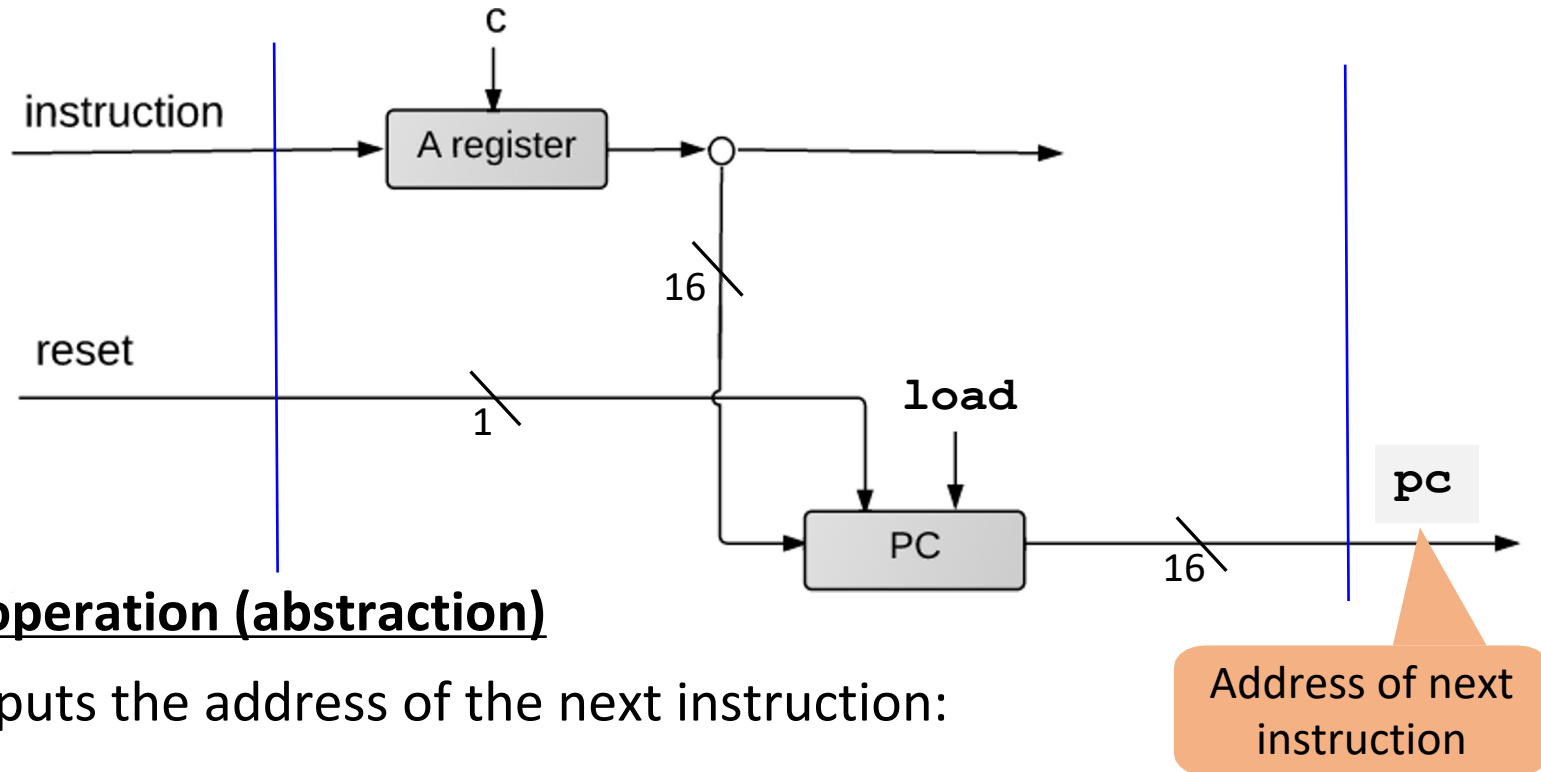 c
instruction
A register
16
reset
load
1
pc
PC
16
operation (abstraction)
puts the address of the next instruction:
Address of next
instruction